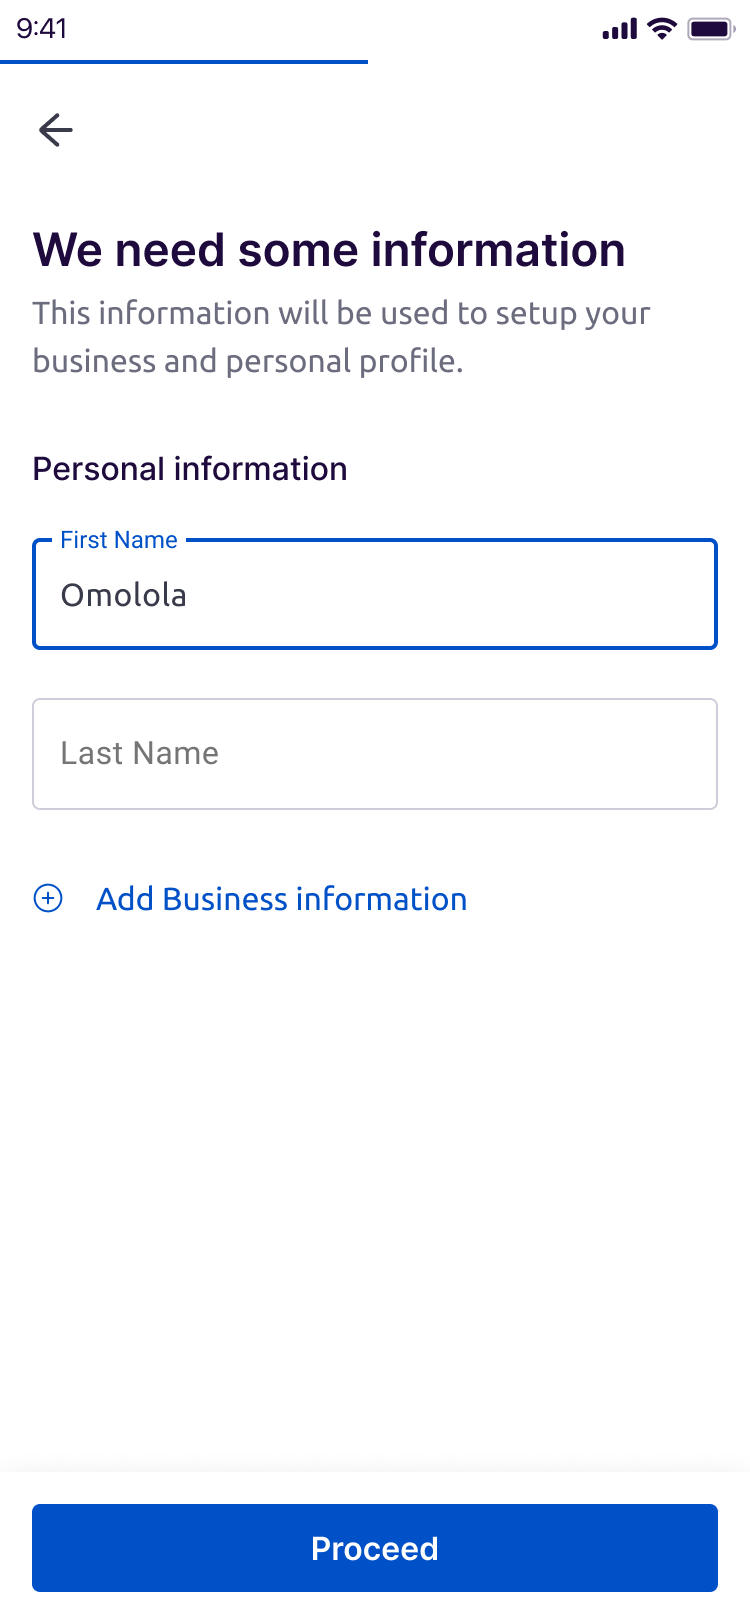 9:41
We need some information
This information will be used to setup your
business and personal profile.
Personal information
First Name
Omolola
Last Name
Add Business information
Proceed